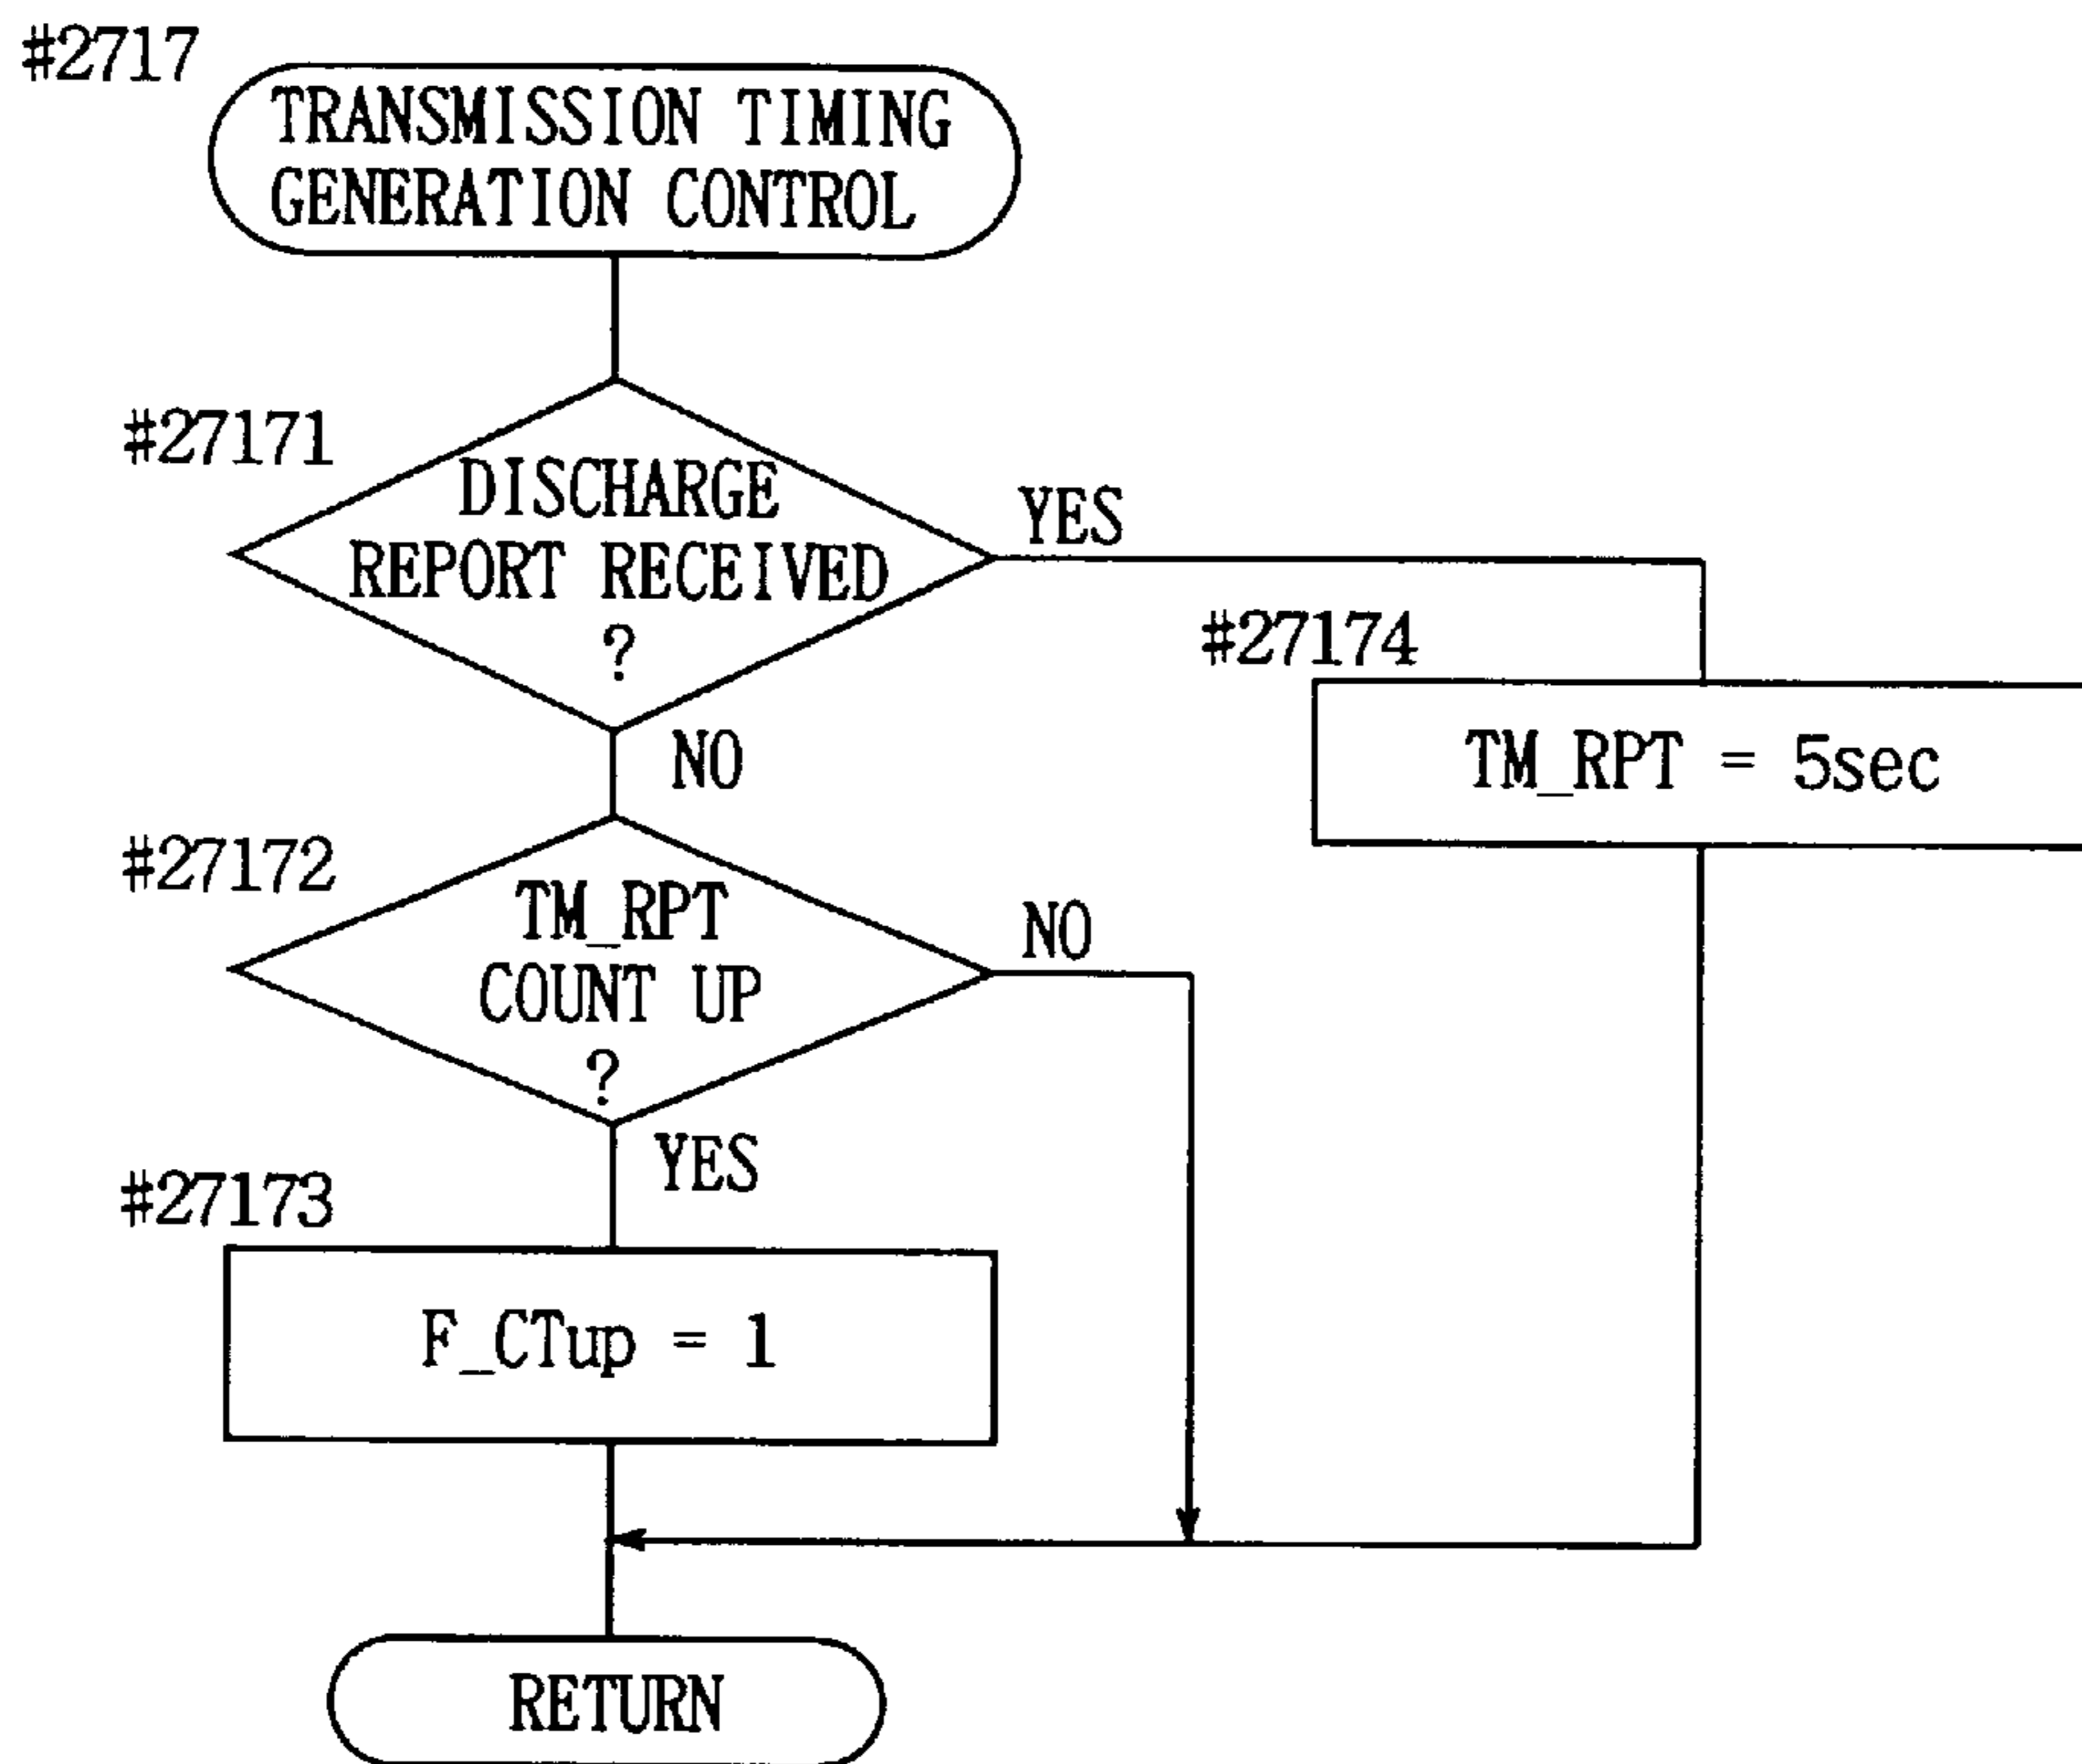 #2717
TRANSMISSION TIMING
GENERATION CONTROL
#27171
DISCHARGE
REPORT RECEIVED
?
YES
NO
#27174
TM_RPT = 5sec
#27172
TM_RPT
COUNT UP
?
NO
YES
#27173
F_CTup = 1
RETURN